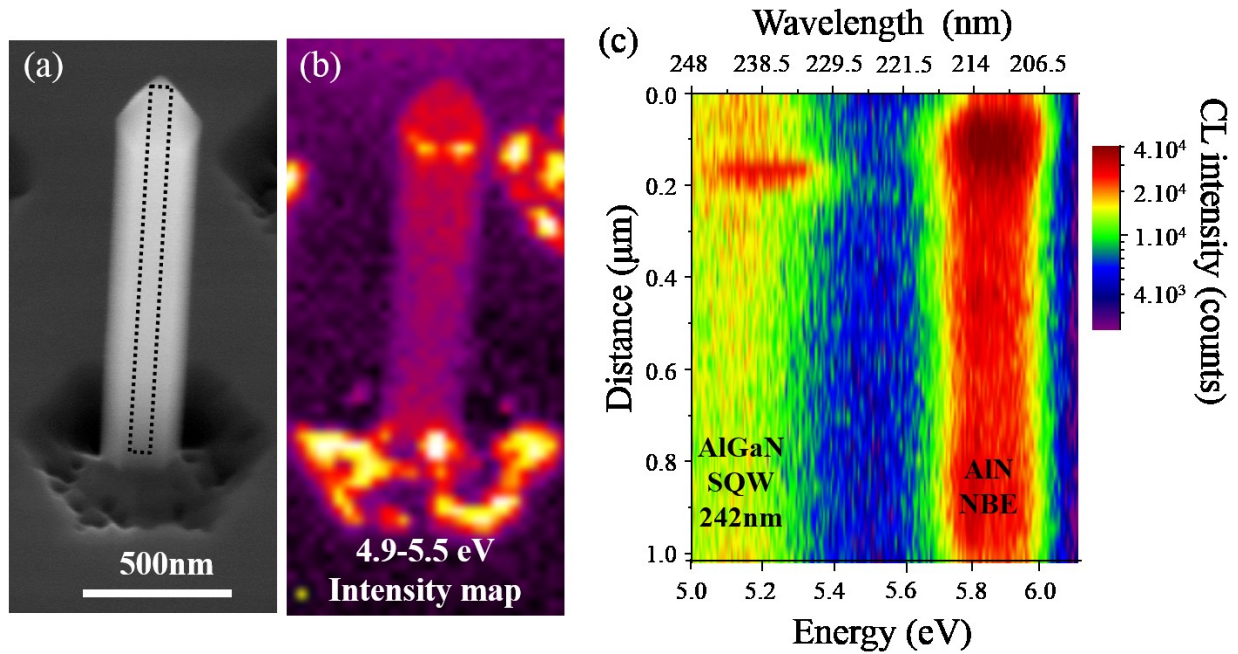 (a)
500nm
(b)
4.9-5.5 eV
Intensity map
(c)
Wavelength (nm)
248 238.5 229.5 221.5 214 206.5
0.0
0.2
0.4
0.6
0.8
1.0
Distance (μm)
AlGaN
SQW
242nm
AlN
NBE
5.0 5.2 5.4 5.6 5.8 6.0
Energy (eV)
4.10⁴
2.10⁴
1.10⁴
4.10³
CL intensity (counts)